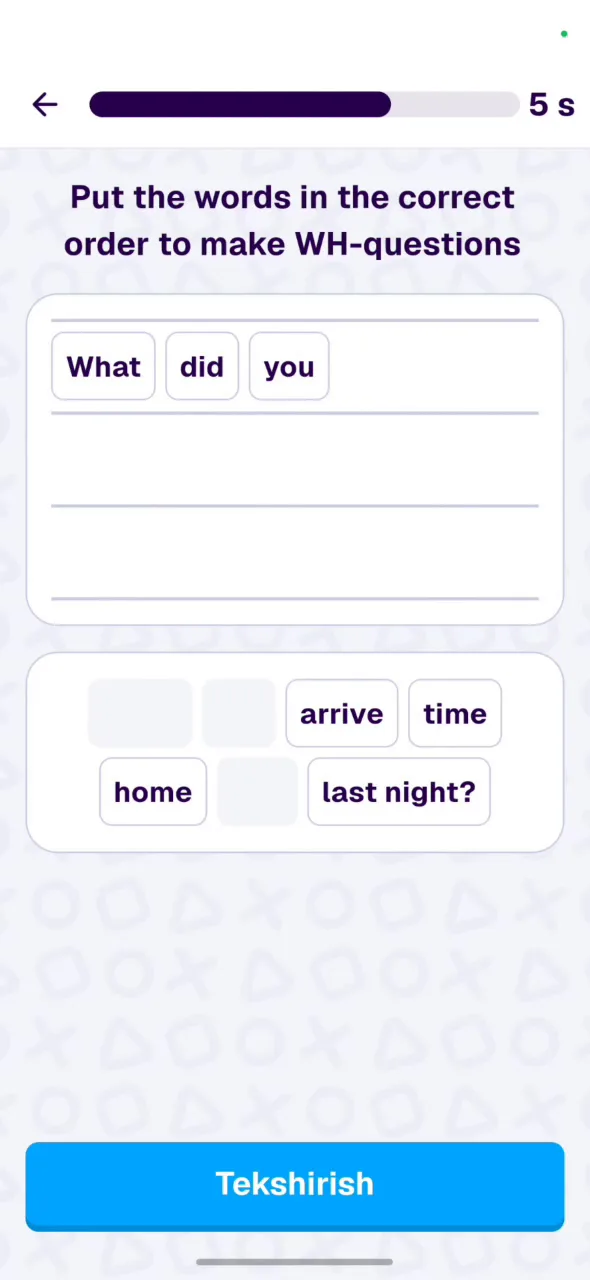 5 s
Put the words in the correct
order to make WH-questions
What did you
arrive time
home last night?
Tekshirish